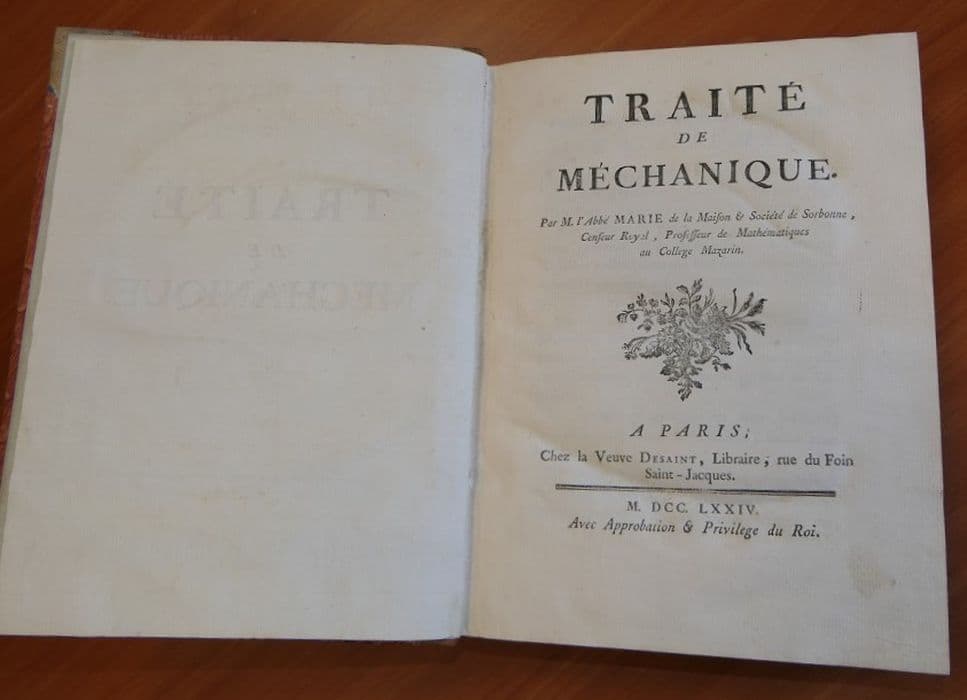 TRAITÉ
DE
MÉCHANIQUE.
Par M. l'Abbé MARIE de la Maiſon & Société de Sorbonne,
Cenſeur Royal, Profeſſeur de Mathématiques
au College Mazarin.
A PARIS;
Chez la Veuve DESAINT, Libraire; rue du Foin
Saint-Jacques.
M. DCC. LXXIV.
Avec Approbation & Privilege du Roi.